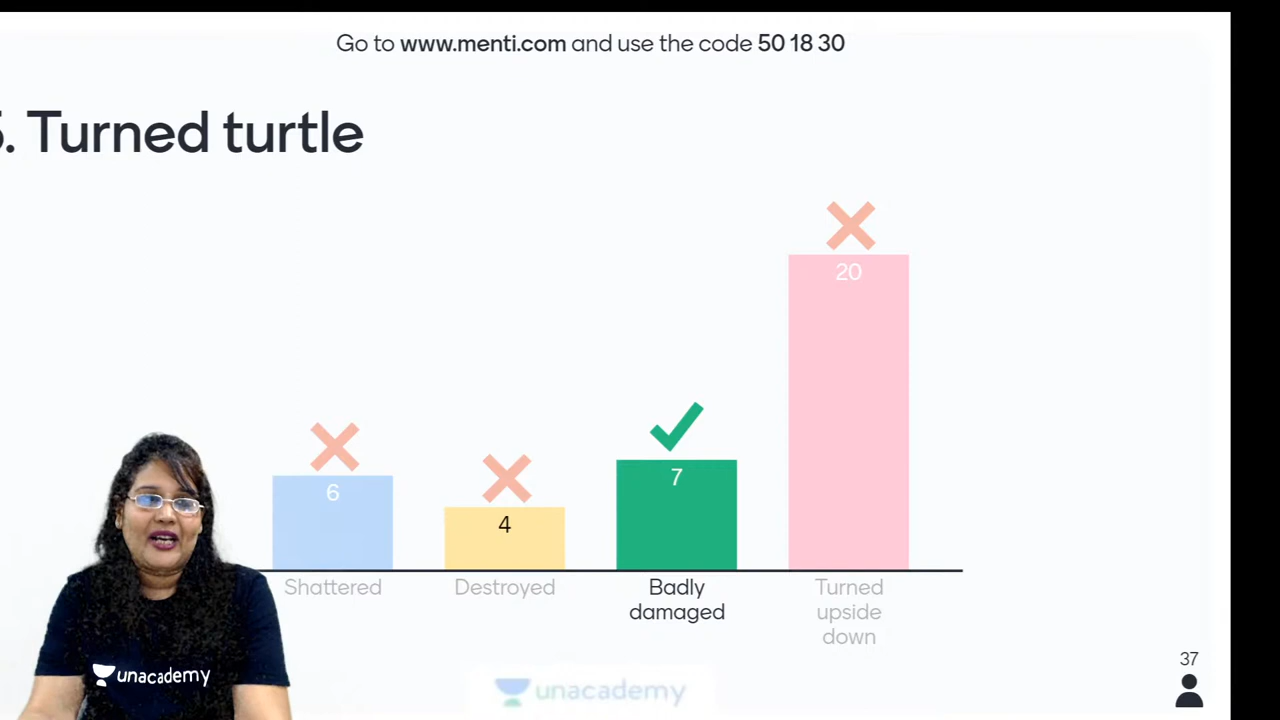 Go to www.menti.com and use the code 50 18 30
5. Turned turtle
20
6
4
7
Shattered
Destroyed
Badly
damaged
Turned
upside
down
37
unacademy
unacademy